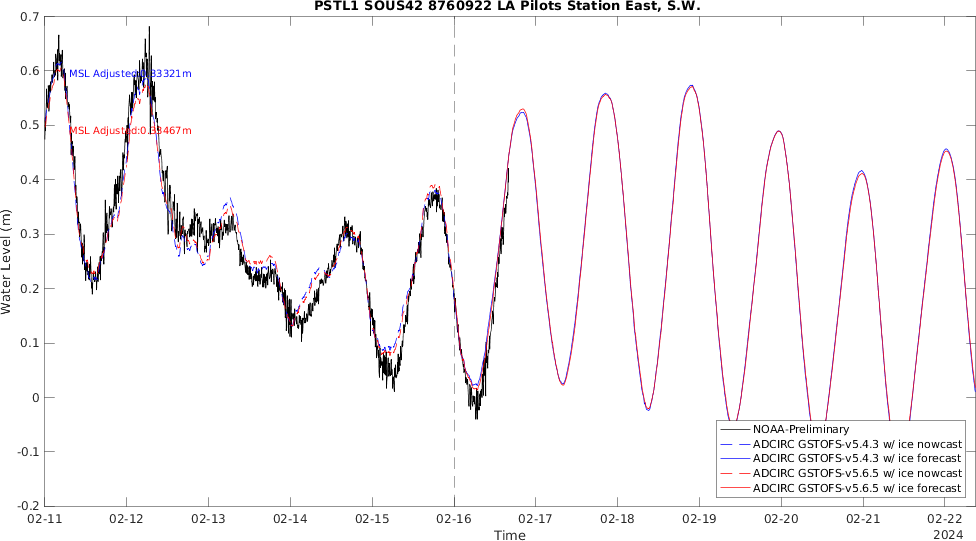 PSTL1 SOUS42 8760922 LA Pilots Station East, S.W.
0.7
0.6
0.5
0.4
0.3
0.2
0.1
0
-0.1
-0.2
Water Level (m)
MSL Adjusted:0.33321m
MSL Adjusted:0.33467m
NOAA-Preliminary
ADCIRC GSTOFS-v5.4.3 w/ ice nowcast
ADCIRC GSTOFS-v5.4.3 w/ ice forecast
ADCIRC GSTOFS-v5.6.5 w/ ice nowcast
ADCIRC GSTOFS-v5.6.5 w/ ice forecast
02-11 02-12 02-13 02-14 02-15 02-16 02-17 02-18 02-19 02-20 02-21 02-22
2024
Time